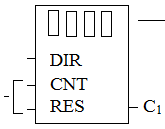 DIR
CNT
RES C₁